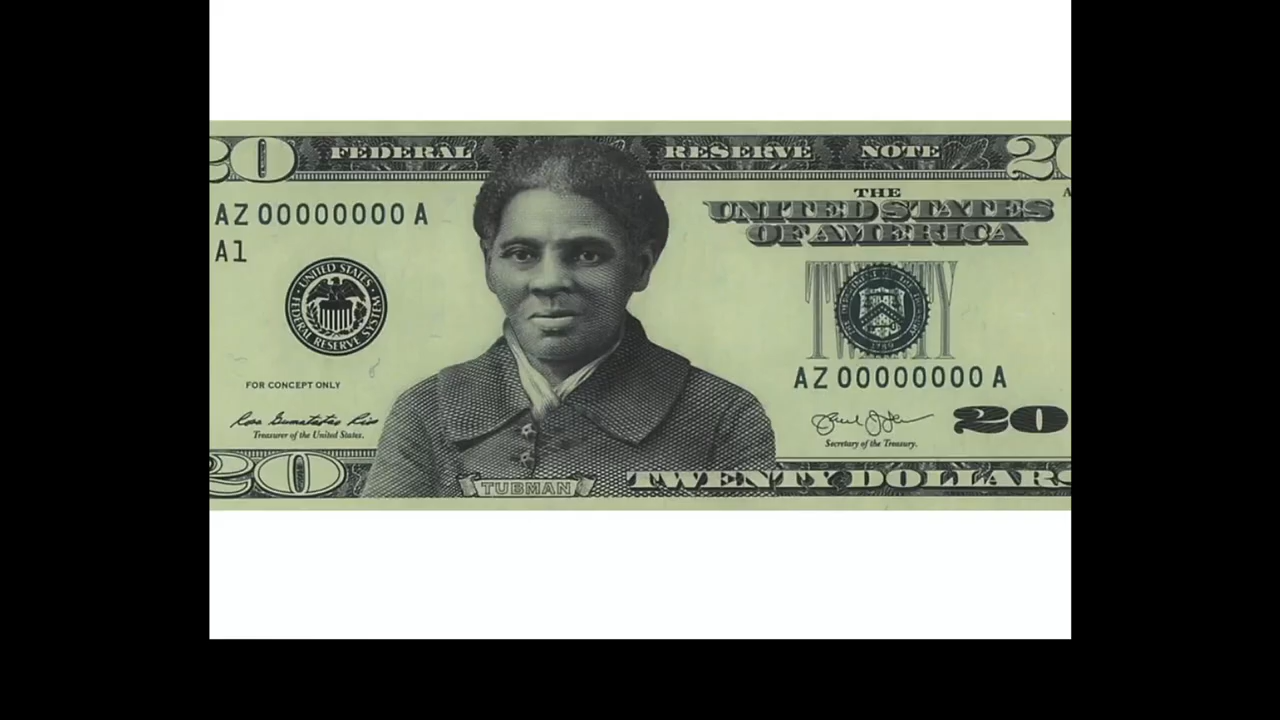 20 FEDERAL RESERVE NOTE 20
THE
UNITED STATES
OF AMERICA
AZ 00000000 A
A1
UNITED STATES
FEDERAL RESERVE SYSTEM
TWENTY
1789
AZ 00000000 A
FOR CONCEPT ONLY
Treasurer of the United States.
Secretary of the Treasury.
20
20
TUBMAN
TWENTY DOLLARS